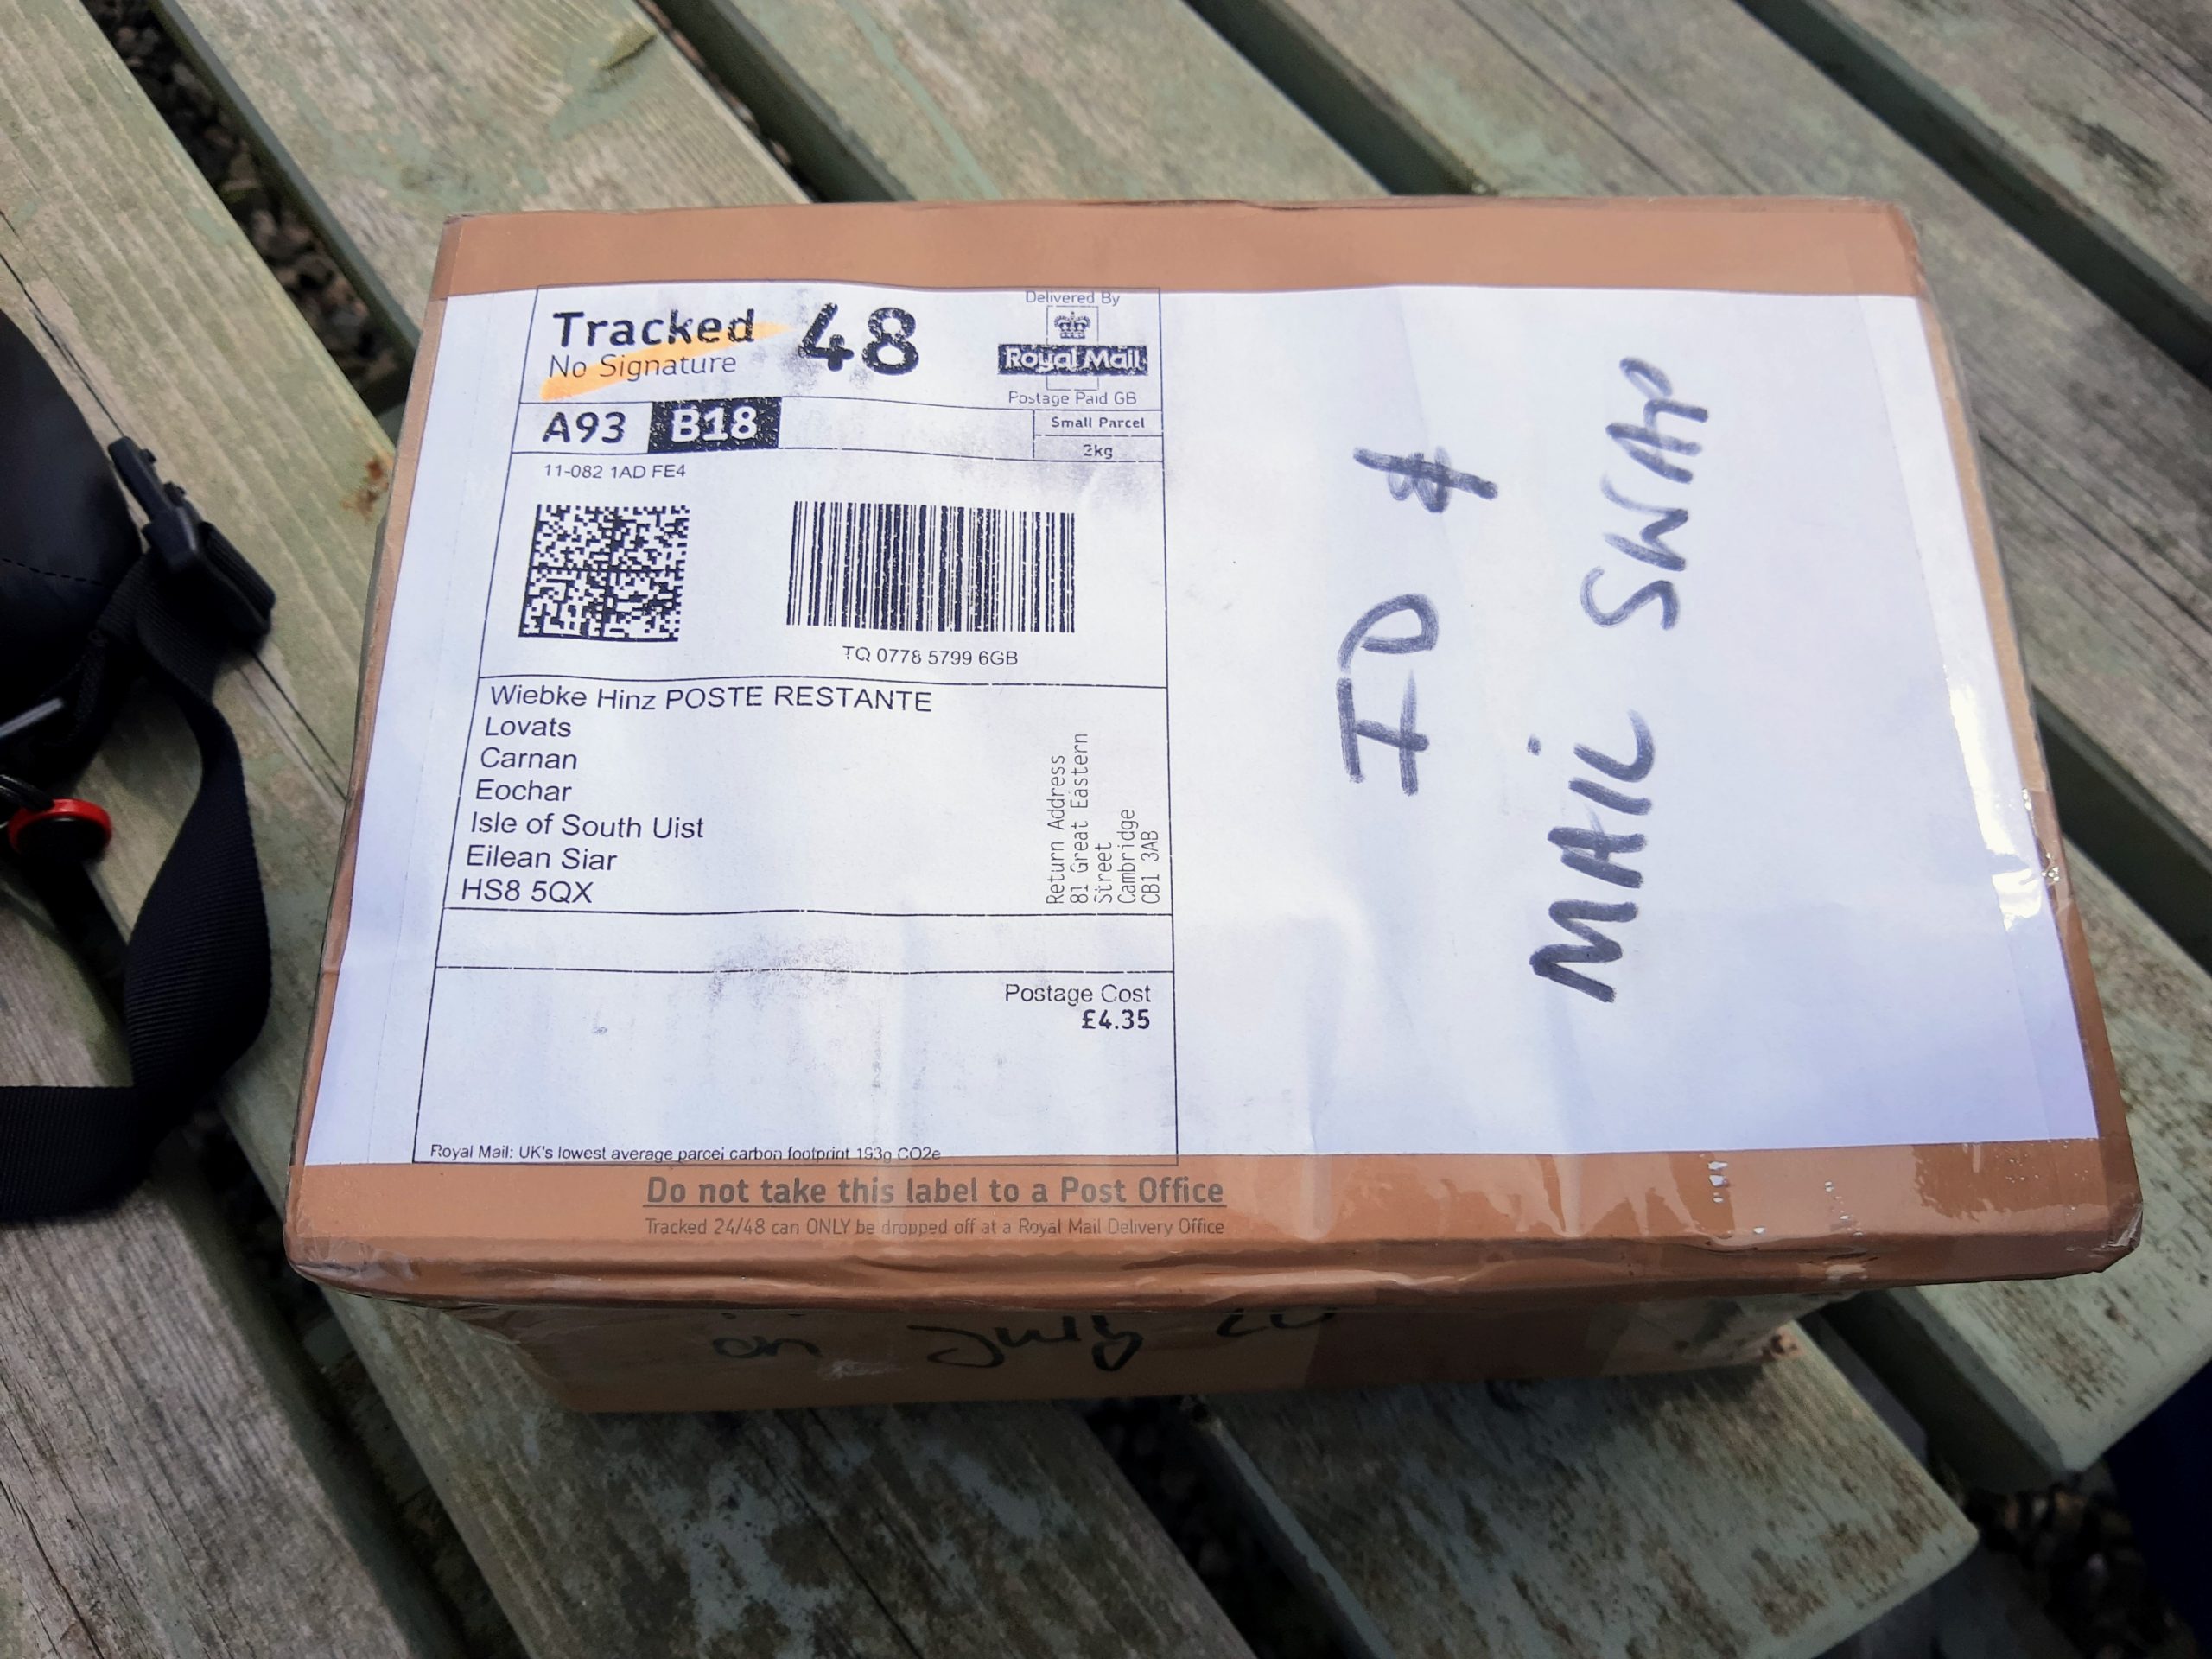 Tracked 48
No Signature
Delivered By
Royal Mail
Postage Paid GB
A93 B18
Small Parcel
2kg
11-082 1AD FE4
TQ 0778 5799 6GB
Wiebke Hinz POSTE RESTANTE
Lovats
Carnan
Eochar
Isle of South Uist
Eilean Siar
HS8 5QX
Return Address
81 Great Eastern
Street
Cambridge
CB1 3AB
Postage Cost
£4.35
Royal Mail: UK's lowest average parcel carbon footprint 193g CO2e
Do not take this label to a Post Office
Tracked 24/48 can ONLY be dropped off at a Royal Mail Delivery Office
ID #
MAIL SWAP
on July